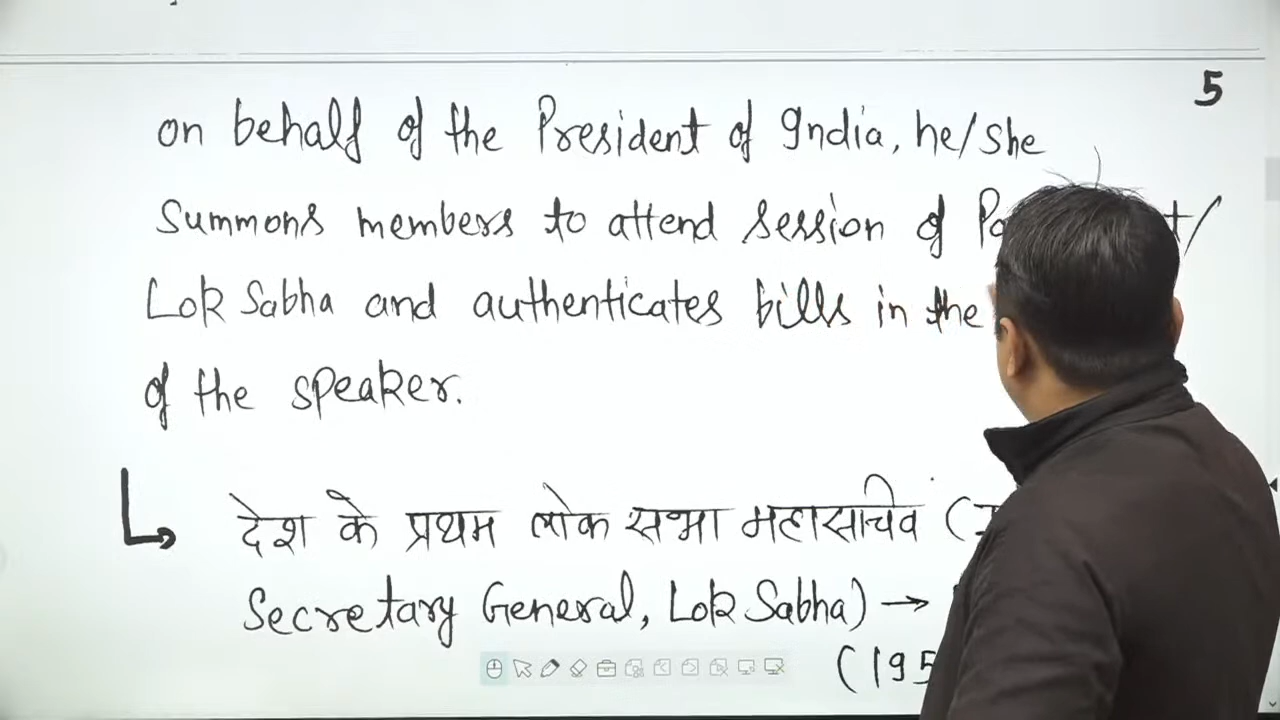 5
on behalf of the President of India, he/she
Summons members to attend session of
Lok Sabha and authenticates bills in the
of the speaker.
देश के प्रथम लोक सभा महासचिव (
Secretary General, Lok Sabha) →
(195